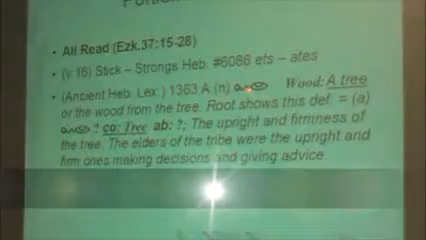 • All Read (Ezk.37:15-28)
• (v.16) Stick – Strongs Heb. #6086 ets – ates
• (Ancient Heb. Lex.) 1363 A (n) Wood: A tree
or the wood from the tree. Root shows this def. = (a)
? co: Tree ab: ?; The upright and firmness of
the tree. The elders of the tribe were the upright and
firm ones making decisions and giving advice.